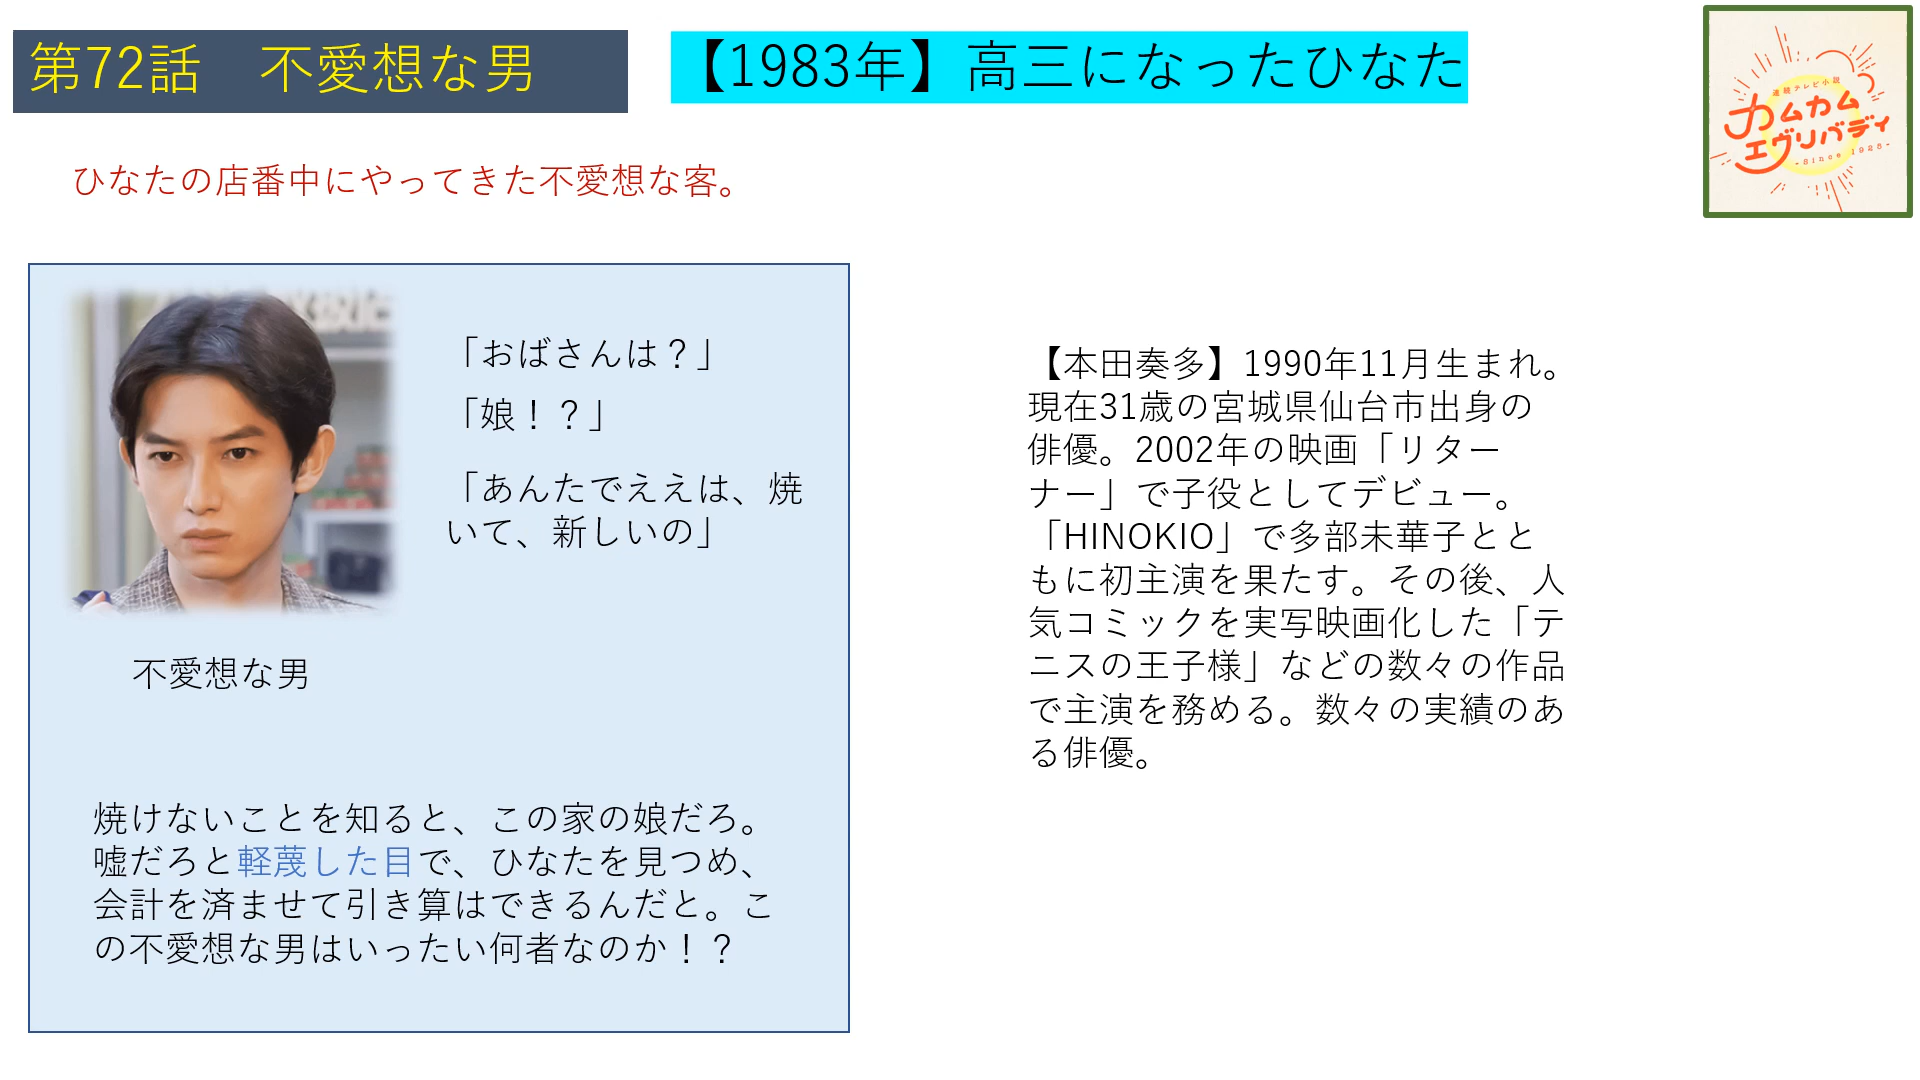 第72話　不愛想な男
【1983年】高三になったひなた
連続テレビ小説
カムカム
エヴリバディ
-Since 1925-
ひなたの店番中にやってきた不愛想な客。
「おばさんは？」
「娘！？」
「あんたでええは、焼
いて、新しいの」
不愛想な男
焼けないことを知ると、この家の娘だろ。
嘘だろと軽蔑した目で、ひなたを見つめ、
会計を済ませて引き算はできるんだと。こ
の不愛想な男はいったい何者なのか！？
【本田奏多】1990年11月生まれ。
現在31歳の宮城県仙台市出身の
俳優。2002年の映画「リター
ナー」で子役としてデビュー。
「HINOKIO」で多部未華子とと
もに初主演を果たす。その後、人
気コミックを実写映画化した「テ
ニスの王子様」などの数々の作品
で主演を務める。数々の実績のあ
る俳優。